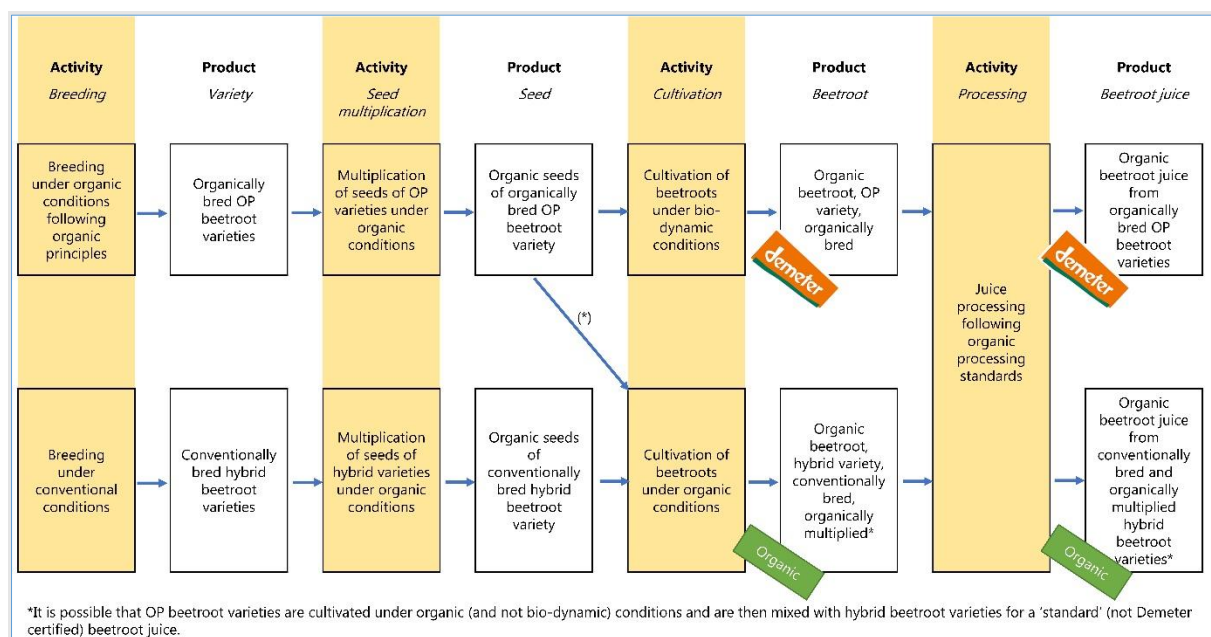 Activity
Breeding
Product
Variety
Activity
Seed
multiplication
Product
Seed
Activity
Cultivation
Product
Beetroot
Activity
Processing
Product
Beetroot juice
Breeding
under organic
conditions
following
organic
principles
Organically
bred OP
beetroot
varieties
Multiplication
of seeds of OP
varieties under
organic
conditions
Organic seeds
of organically
bred OP
beetroot
variety
Cultivation of
beetroots
under bio-
dynamic
conditions
Organic
beetroot, OP
variety,
organically
bred
demeter
Juice
processing
following
organic
processing
standards
Organic
beetroot juice
from
organically
bred OP
beetroot
varieties
demeter
(*)
Breeding
under
conventional
conditions
Conventionally
bred hybrid
beetroot
varieties
Multiplication
of seeds of
hybrid varieties
under organic
conditions
Organic seeds
of
conventionally
bred hybrid
beetroot
variety
Cultivation of
beetroots
under organic
conditions
Organic
beetroot,
hybrid variety,
conventionally
bred,
organically
multiplied*
Organic
Organic
beetroot juice
from
conventionally
bred and
organically
multiplied
hybrid
beetroot
varieties*
Organic
*It is possible that OP beetroot varieties are cultivated under organic (and not bio-dynamic) conditions and are then mixed with hybrid beetroot varieties for a ‘standard’ (not Demeter
certified) beetroot juice.